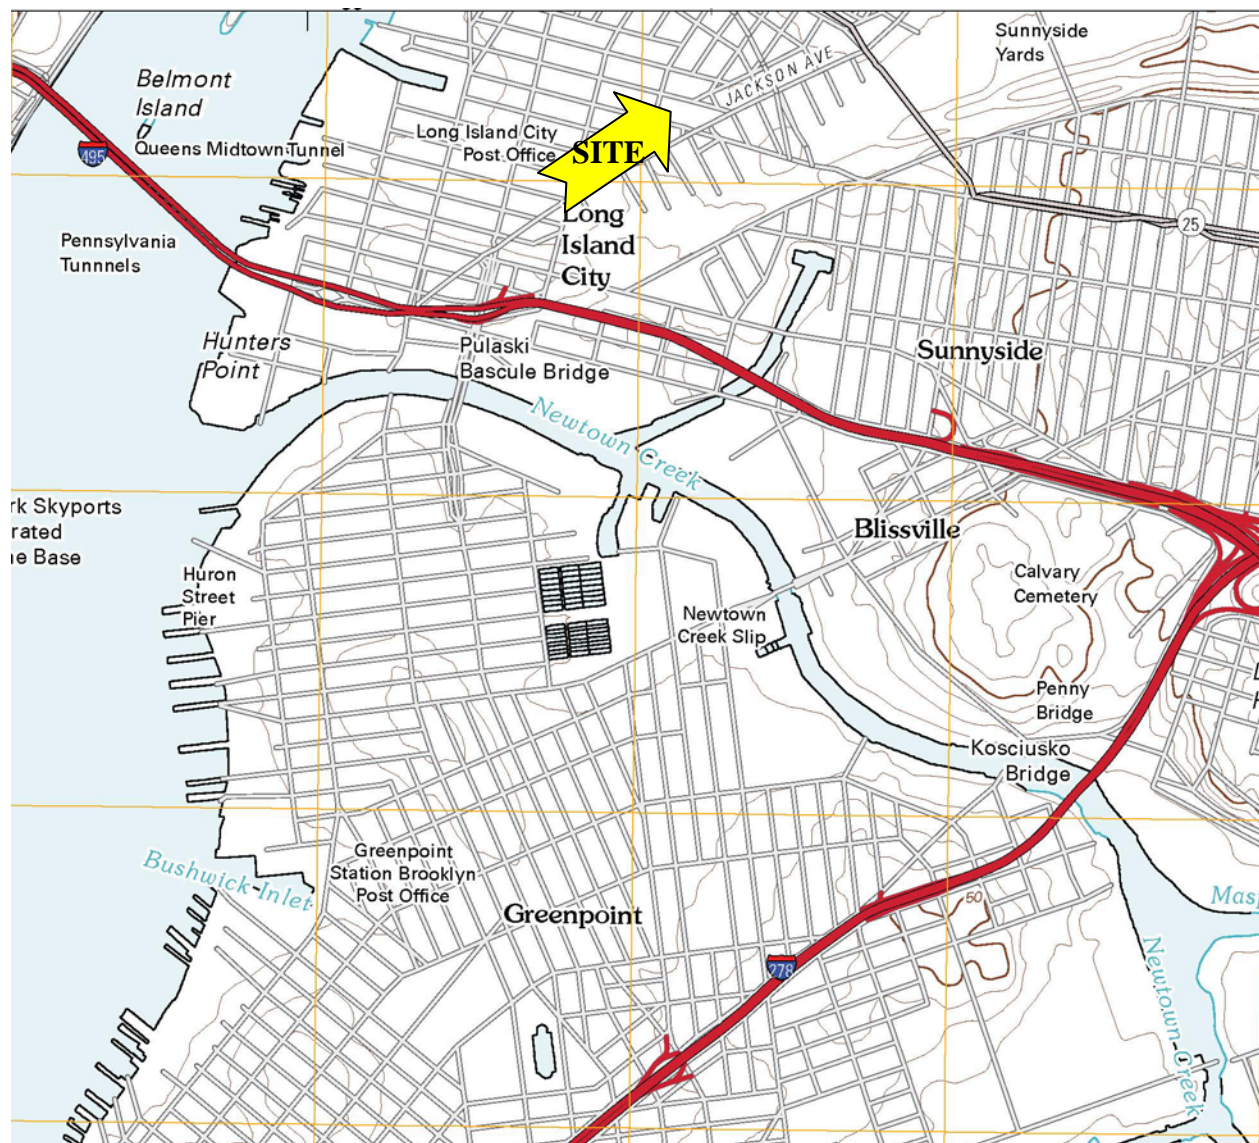 Sunnyside
Yards
JACKSON AVE
Belmont
Island
Long Island City
Post Office
SITE
Queens Midtown Tunnel
495
Long
Island
City
25
Pennsylvania
Tunnnels
Hunters
Point
Pulaski
Bascule Bridge
Sunnyside
Newtown Creek
rk Skyports
rated
ne Base
Blissville
Huron
Street
Pier
Calvary
Cemetery
Newtown
Creek Slip
Penny
Bridge
Kosciusko
Bridge
Greenpoint
Station Brooklyn
Post Office
Bushwick Inlet
Greenpoint
50
Masp
278
Newtown Creek